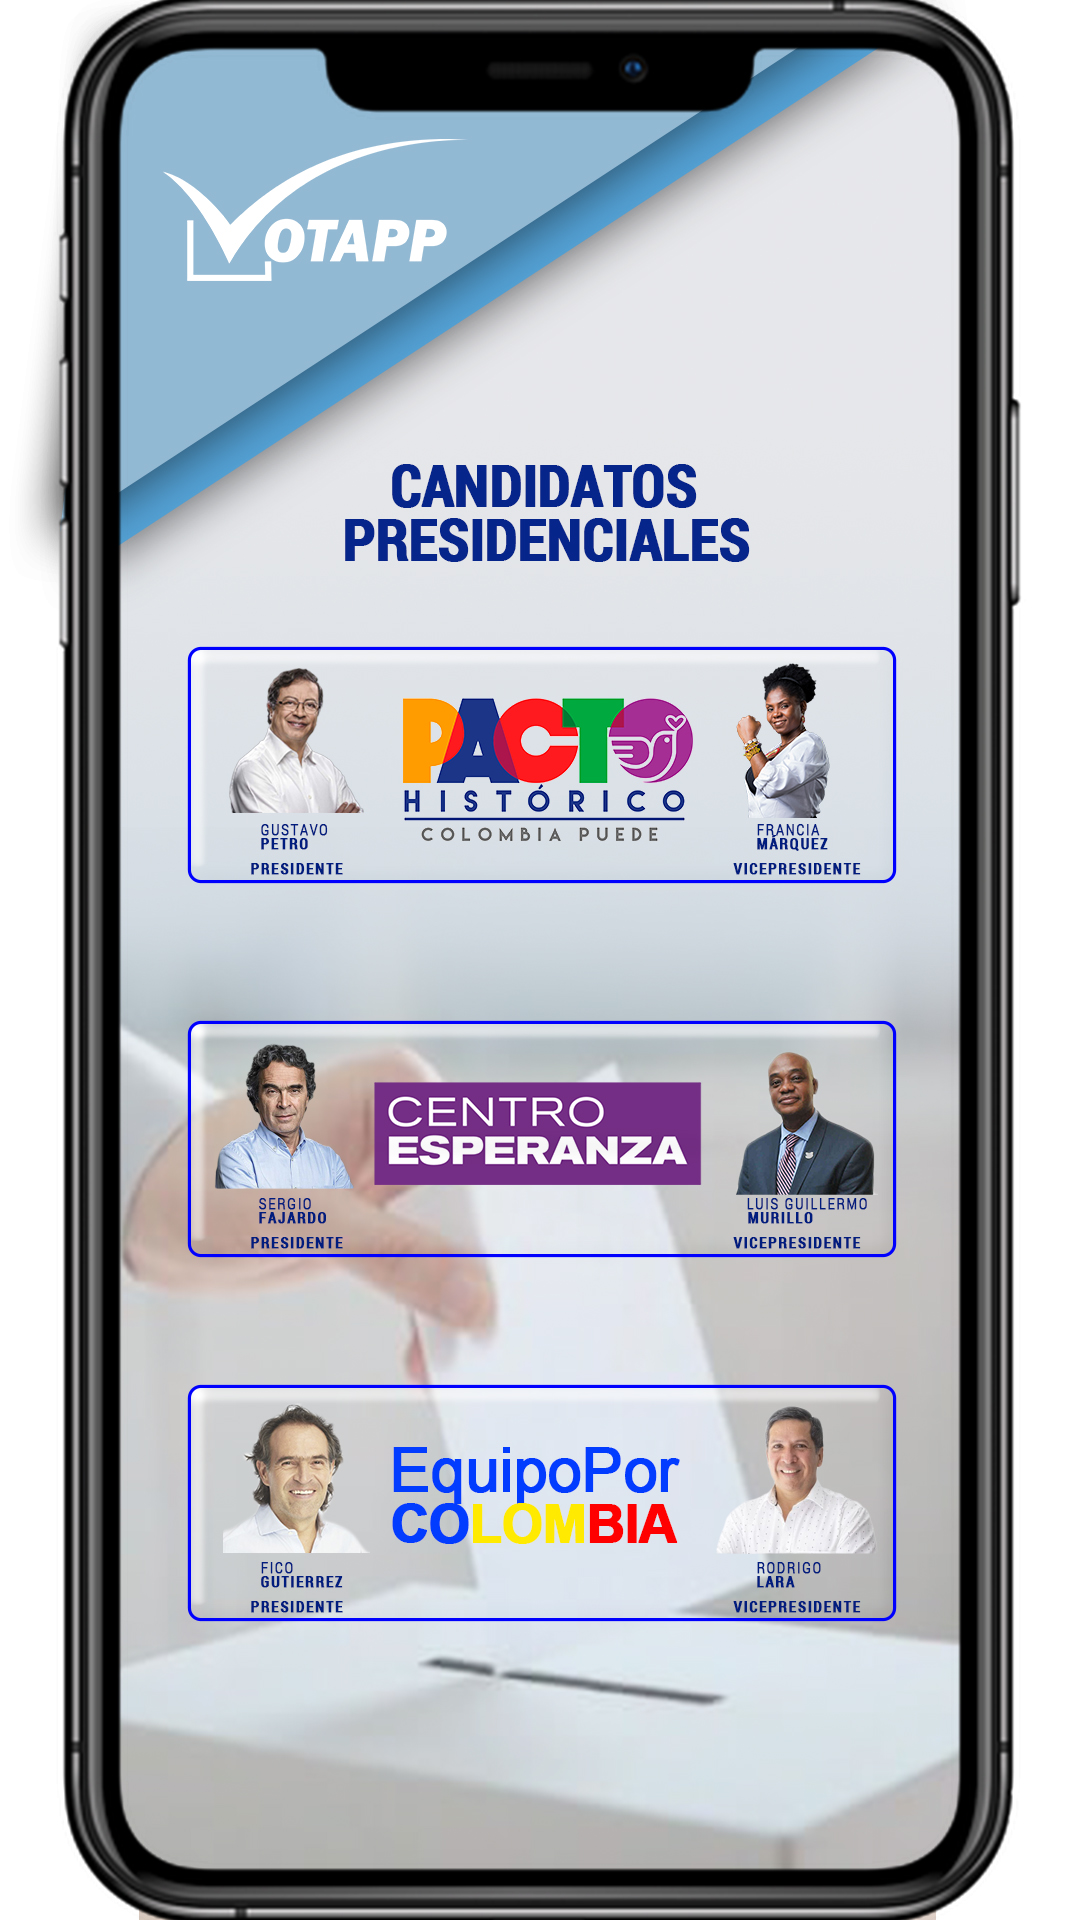 VOTAPP
CANDIDATOS
PRESIDENCIALES
PACTO
HISTÓRICO
COLOMBIA PUEDE
GUSTAVO
PETRO
PRESIDENTE
FRANCIA
MÁRQUEZ
VICEPRESIDENTE
CENTRO
ESPERANZA
SERGIO
FAJARDO
PRESIDENTE
LUIS GUILLERMO
MURILLO
VICEPRESIDENTE
EquipoPor
COLOMBIA
FICO
GUTIERREZ
PRESIDENTE
RODRIGO
LARA
VICEPRESIDENTE